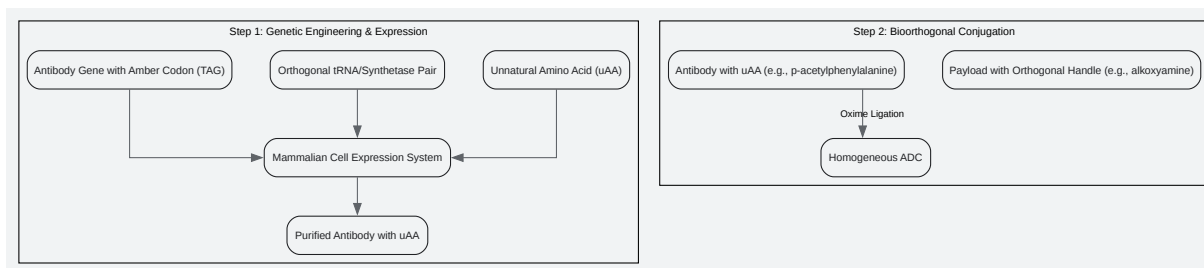 Step 1: Genetic Engineering & Expression
Antibody Gene with Amber Codon (TAG)
Orthogonal tRNA/Synthetase Pair
Unnatural Amino Acid (uAA)
Mammalian Cell Expression System
Purified Antibody with uAA
Step 2: Bioorthogonal Conjugation
Antibody with uAA (e.g., p-acetylphenylalanine)
Payload with Orthogonal Handle (e.g., alkoxyamine)
Oxime Ligation
Homogeneous ADC